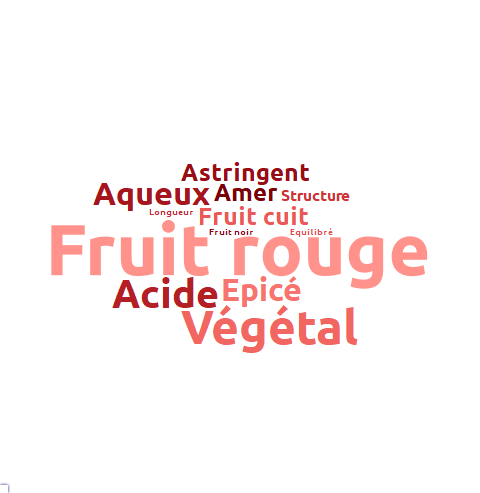 Astringent
Aqueux Amer Structure
Longueur Fruit cuit
Fruit noir Equilibré
Fruit rouge
Acide Epicé
Végétal